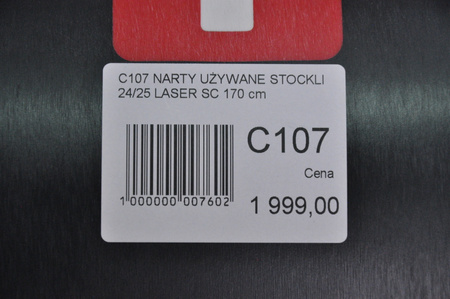 C107 NARTY UŻYWANE STOCKLI
24/25 LASER SC 170 cm
C107
Cena
1 000000 007602
1 999,00